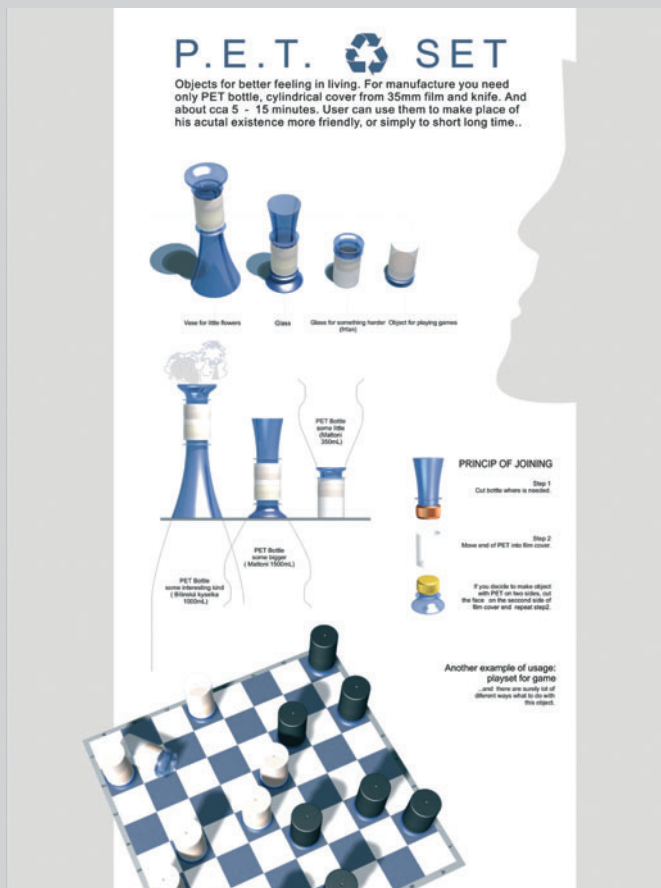 P.E.T. SET
Objects for better feeling in living. For manufacture you need
only PET bottle, cylindrical cover from 35mm film and knife. And
about cca 5 - 15 minutes. User can use them to make place of
his acutal existence more friendly, or simply to short long time..
Vase for little flowers
Glass
Glass for something harder
Object for playing games
PET Bottle
some little
(Mattoni
350mL)
PRINCIP OF JOINING
Step 1
Cut bottle where is needed.
Step 2
Move end of PET into film cover.
PET Bottle
some bigger
( Mattoni 1500mL)
PET Bottle
some interesting kind
( Bílinská kyselka
1000mL)
If you decide to make object
with PET on two sides, cut
the face on the seccond side of
film cover end repeat step2.
Another example of usage:
playset for game
...and there are surely lot of
different ways what to do with
this object.